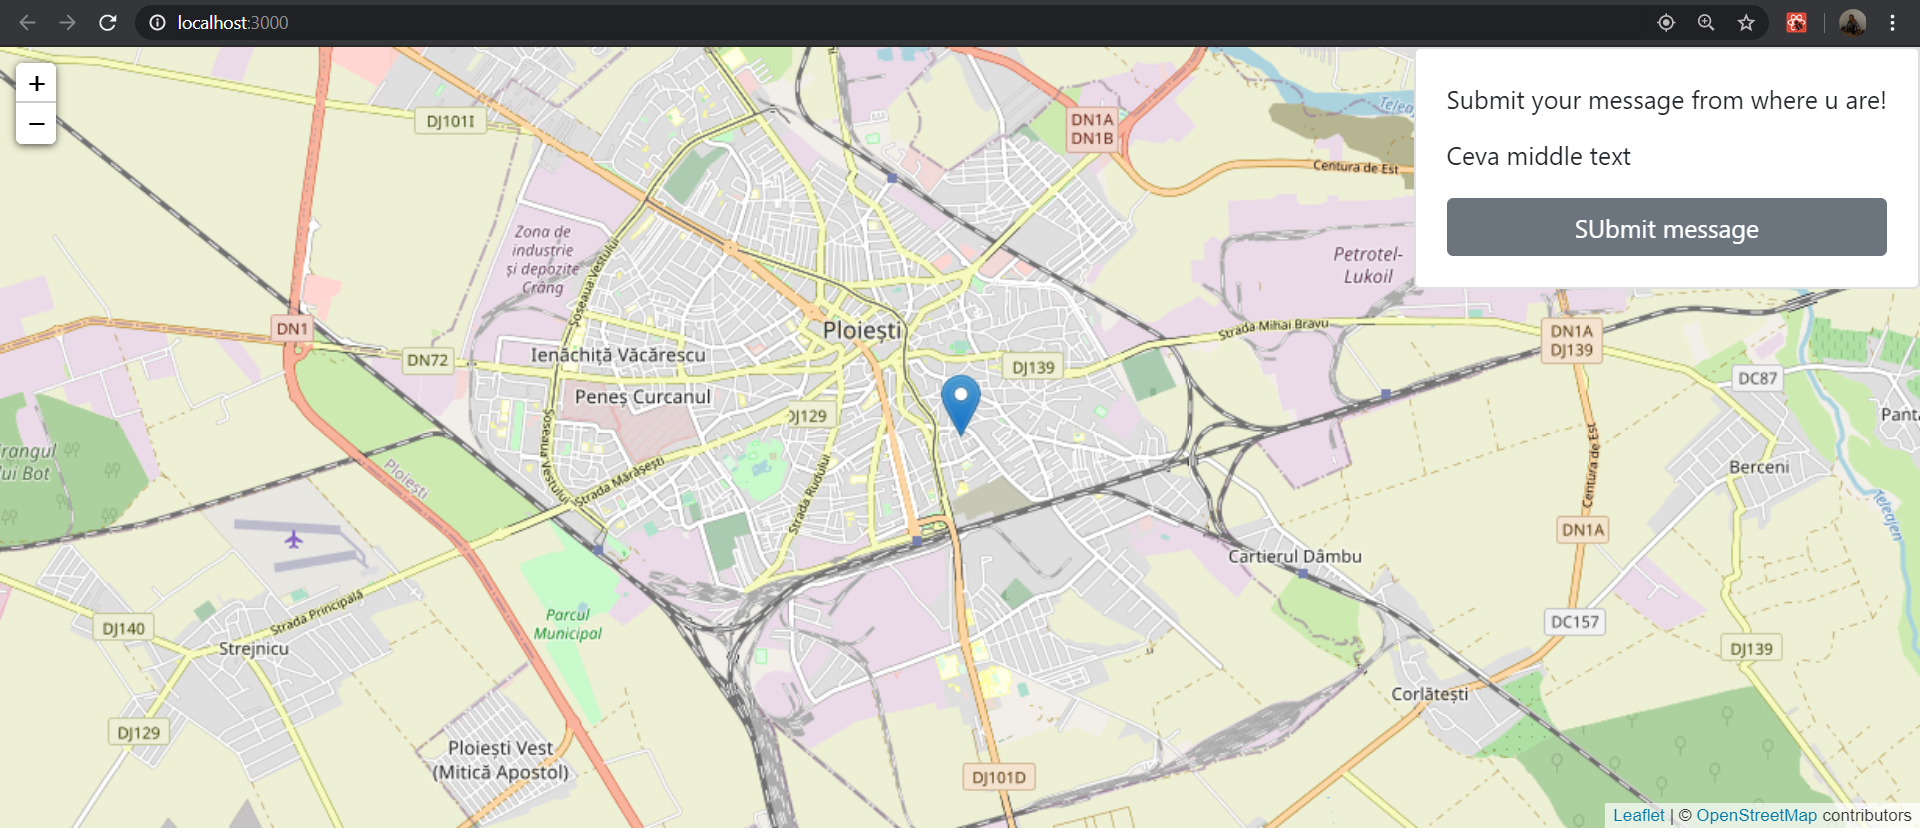 localhost:3000
+
−
Submit your message from where u are!
Ceva middle text
SUbmit message
DJ101I
DN1A
DN1B
Centura de Est
Zona de
industrie
și depozite
Crâng
Șoseaua Vestului
Petrotel-
Lukoil
DN1
Ploiești
Strada Mihai Bravu
DN1A
DJ139
Ienăchiță Văcărescu
DN72
DJ139
DC87
Peneș Curcanul
DJ129
Șoseaua Vestului
Panta
Crangul
lui Bot
Ploiești
Strada Mărășești
Strada Rudului
Centura de Est
Berceni
Teleajen
DN1A
Cartierul Dâmbu
Strada Principală
Parcul
Municipal
DJ140
DC157
Strejnicu
DJ139
Corlătești
DJ129
Ploiești Vest
(Mitică Apostol)
DJ101D
Leaflet | © OpenStreetMap contributors